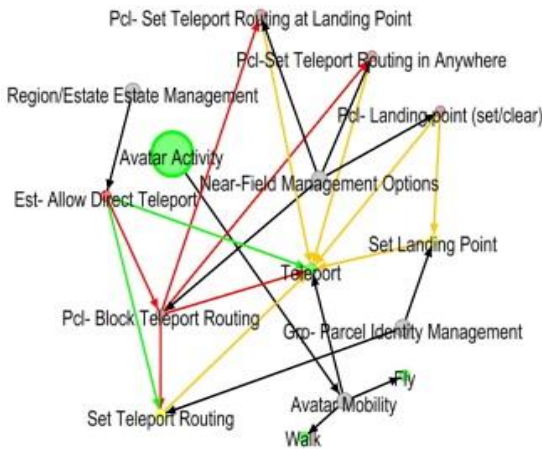 Pcl- Set Teleport Routing at Landing Point
Pcl-Set Teleport Routing in Anywhere
Region/Estate Estate Management
Pcl- Landing point (set/clear)
Avatar Activity
Near-Field Management Options
Est- Allow Direct Teleport
Set Landing Point
Teleport
Pcl- Block Teleport Routing
Grp- Parcel Identity Management
Fly
Avatar Mobility
Set Teleport Routing
Walk